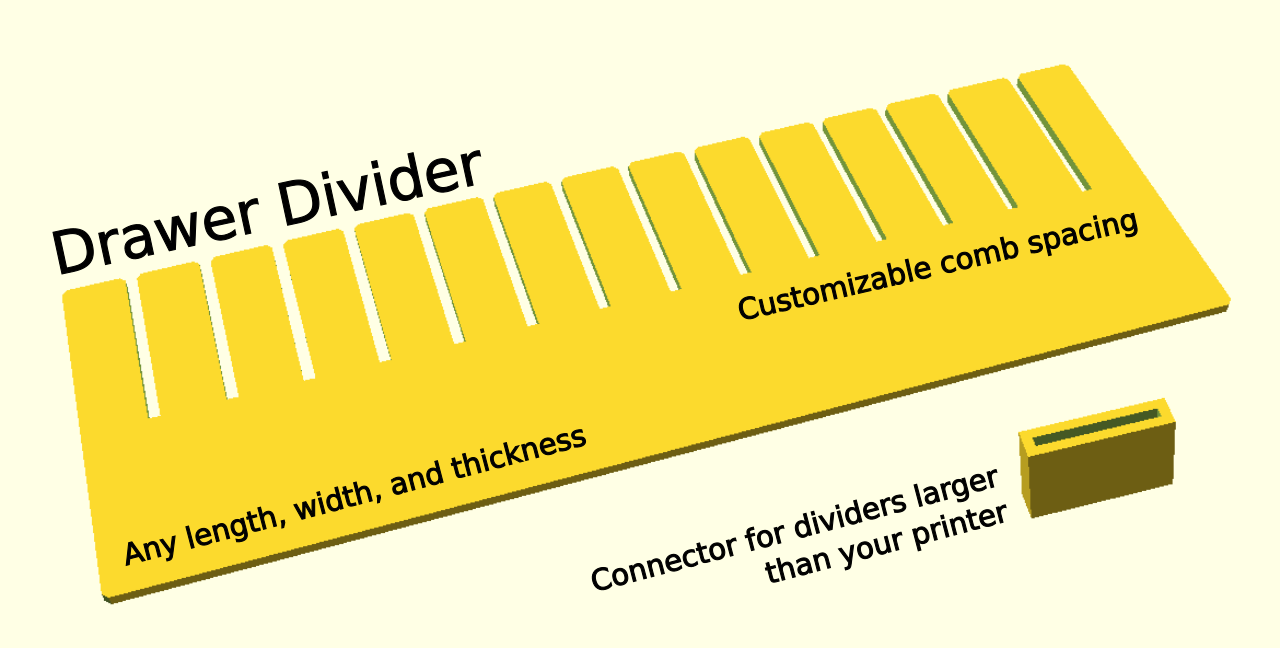 Drawer Divider
Customizable comb spacing
Any length, width, and thickness
Connector for dividers larger
than your printer